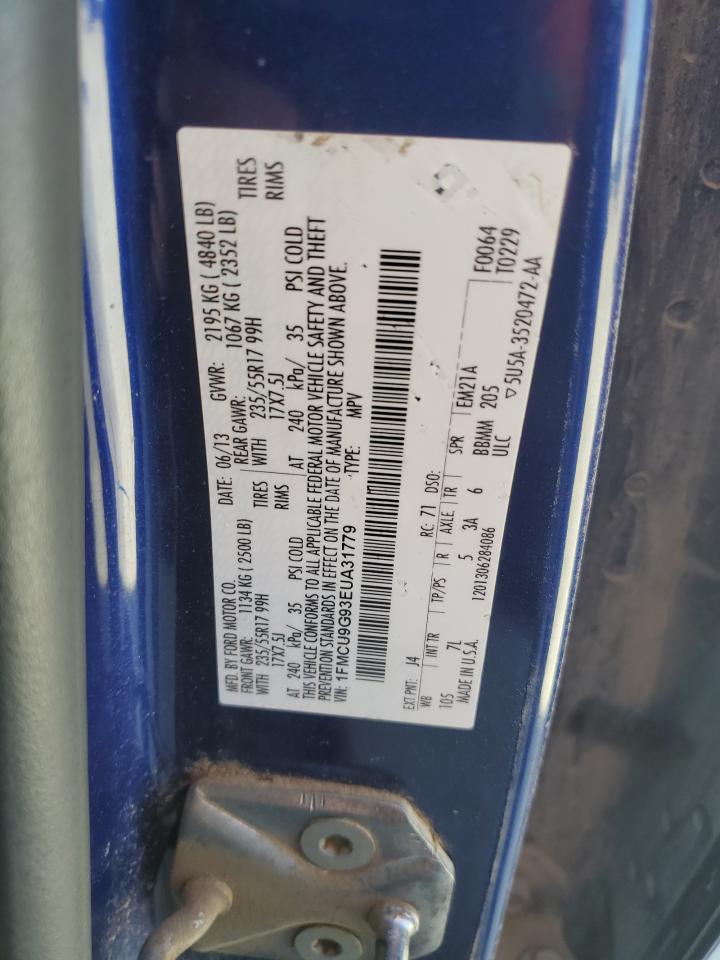 MFD. BY FORD MOTOR CO. DATE: 06/13 GVWR: 2195 KG ( 4840 LB)
FRONT GAWR: 1134 KG ( 2500 LB) REAR GAWR: 1067 KG ( 2352 LB)
WITH 235/55R17 99H TIRES WITH 235/55R17 99H TIRES
17X7.5J RIMS 17X7.5J RIMS
AT 240 kPa/ 35 PSI COLD AT 240 kPa/ 35 PSI COLD
THIS VEHICLE CONFORMS TO ALL APPLICABLE FEDERAL MOTOR VEHICLE SAFETY AND THEFT
PREVENTION STANDARDS IN EFFECT ON THE DATE OF MANUFACTURE SHOWN ABOVE.
VIN: 1FMCU9G93EUA31779 TYPE: MPV
EXT PNT: J4 RC: 71 DSO: F0064
WB INT TR TP/PS R AXLE TR SPR EM21A T0229
105 7L 5 3A 6 BBMM 205
MADE IN U.S.A. 1201306284086 ULC ▽5U5A-3520472-AA